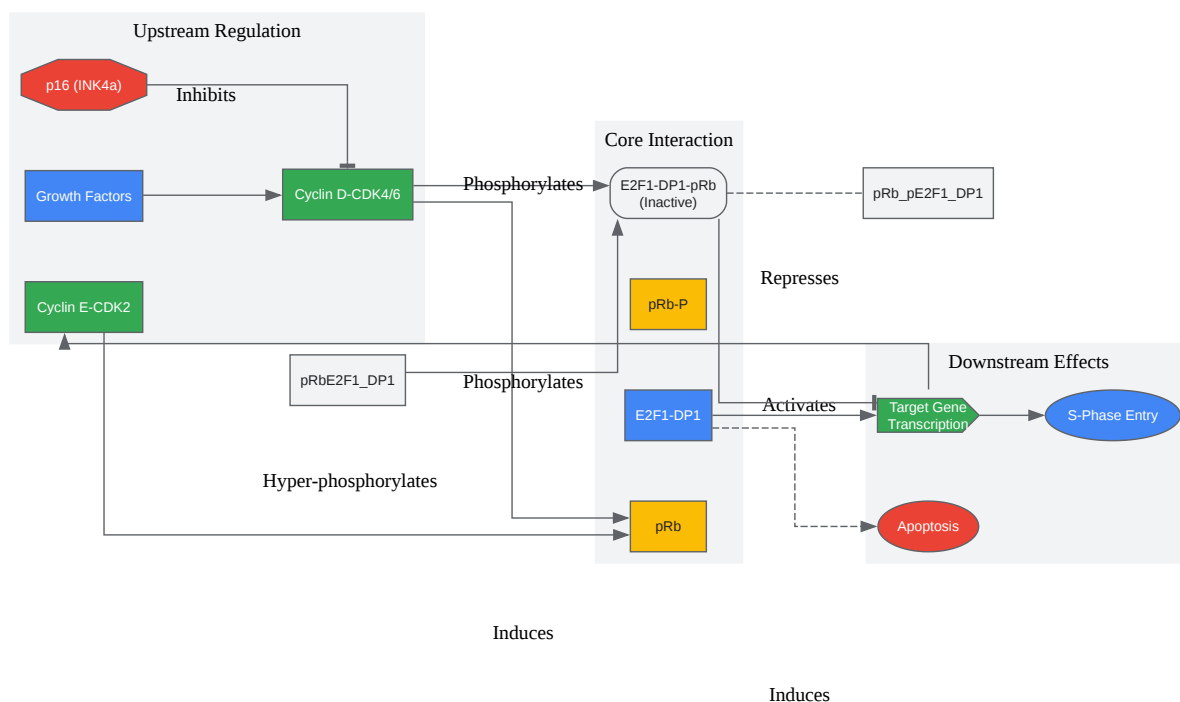 Upstream Regulation
p16 (INK4a)
Inhibits
Growth Factors
Cyclin D-CDK4/6
Cyclin E-CDK2
Core Interaction
Phosphorylates
E2F1-DP1-pRb
(Inactive)
pRb_pE2F1_DP1
Represses
pRb-P
pRbE2F1_DP1
Phosphorylates
Downstream Effects
E2F1-DP1
Activates
Target Gene
Transcription
S-Phase Entry
Hyper-phosphorylates
pRb
Apoptosis
Induces
Induces